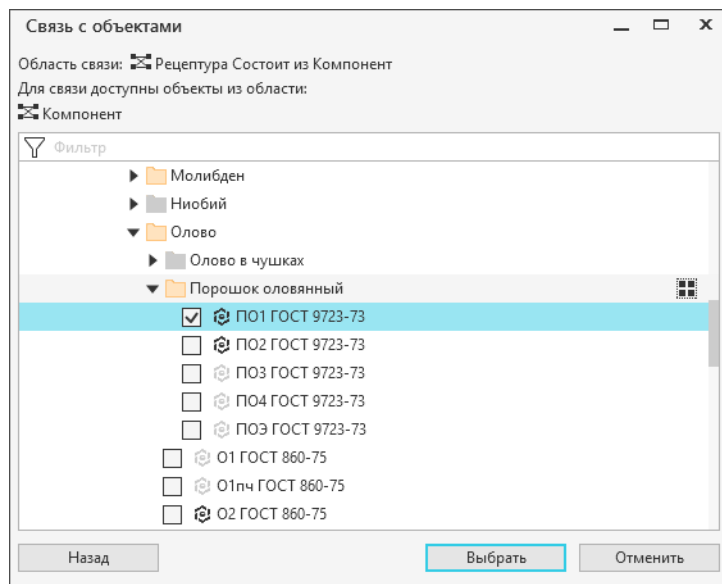 Связь с объектами
Область связи: Рецептура Состоит из Компонент
Для связи доступны объекты из области:
Компонент
Фильтр
Молибден
Ниобий
Олово
Олово в чушках
Порошок оловянный
ПО1 ГОСТ 9723-73
ПО2 ГОСТ 9723-73
ПО3 ГОСТ 9723-73
ПО4 ГОСТ 9723-73
ПОЭ ГОСТ 9723-73
О1 ГОСТ 860-75
О1пч ГОСТ 860-75
О2 ГОСТ 860-75
Назад Выбрать Отменить